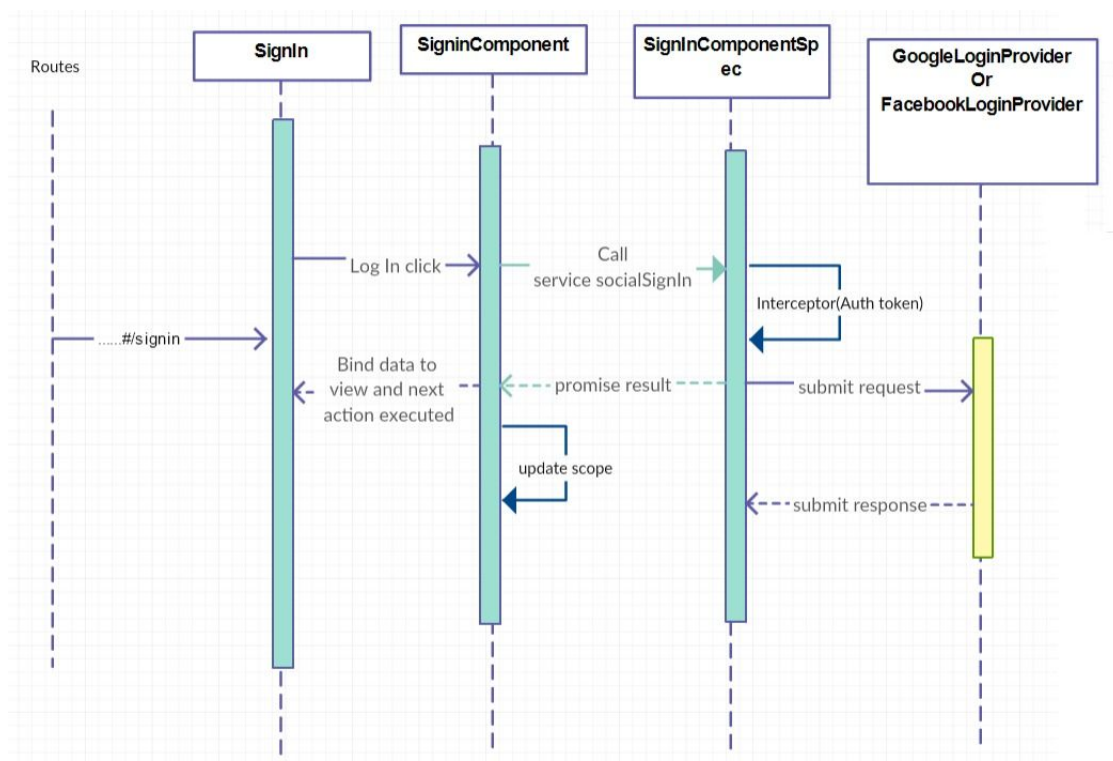 Routes
SignIn
SigninComponent
SignInComponentSp
ec
GoogleLoginProvider
Or
FacebookLoginProvider
Log In click
Call
service socialSignIn
Interceptor(Auth token)
......#/signin
Bind data to
view and next
action executed
promise result
submit request
update scope
submit response